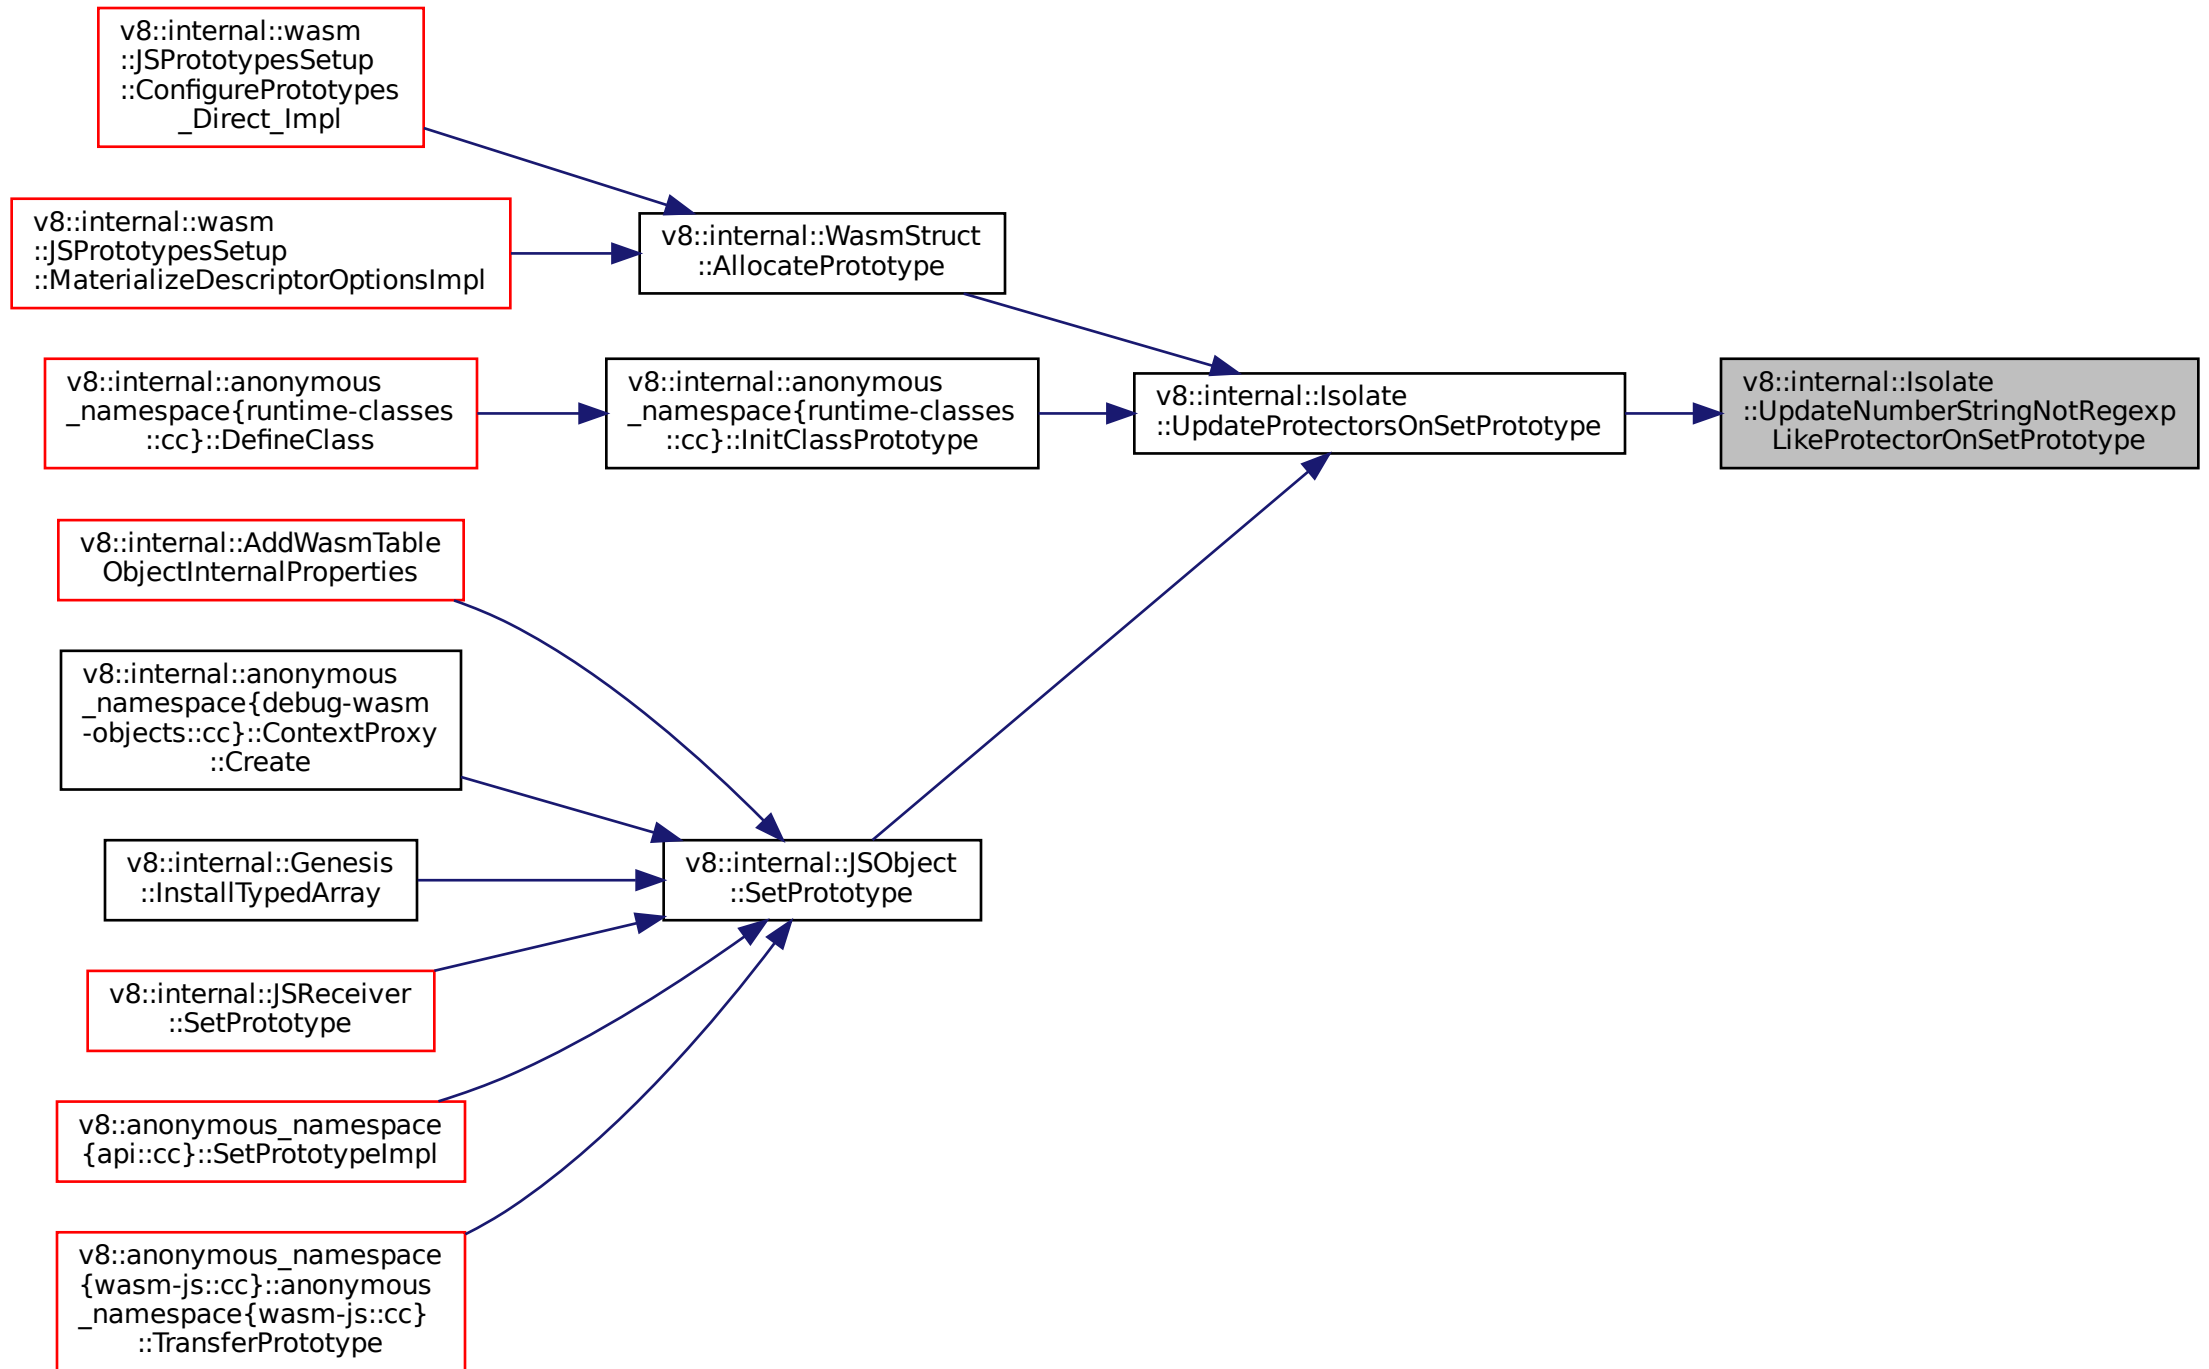 v8::internal::wasm
::JSPrototypesSetup
::ConfigurePrototypes
_Direct_Impl
v8::internal::wasm
::JSPrototypesSetup
::MaterializeDescriptorOptionsImpl
v8::internal::WasmStruct
::AllocatePrototype
v8::internal::anonymous
_namespace{runtime-classes
::cc}::DefineClass
v8::internal::anonymous
_namespace{runtime-classes
::cc}::InitClassPrototype
v8::internal::Isolate
::UpdateProtectorsOnSetPrototype
v8::internal::Isolate
::UpdateNumberStringNotRegexp
LikeProtectorOnSetPrototype
v8::internal::AddWasmTable
ObjectInternalProperties
v8::internal::anonymous
_namespace{debug-wasm
-objects::cc}::ContextProxy
::Create
v8::internal::Genesis
::InstallTypedArray
v8::internal::JSObject
::SetPrototype
v8::internal::JSReceiver
::SetPrototype
v8::anonymous_namespace
{api::cc}::SetPrototypeImpl
v8::anonymous_namespace
{wasm-js::cc}::anonymous
_namespace{wasm-js::cc}
::TransferPrototype